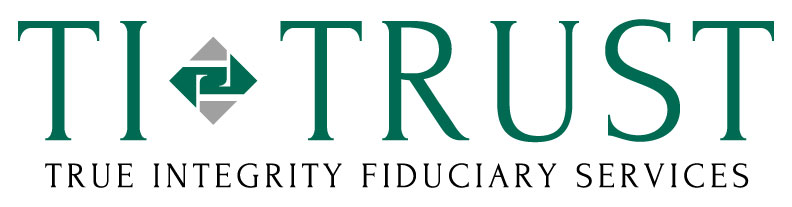 TI TRUST
TRUE INTEGRITY FIDUCIARY SERVICES